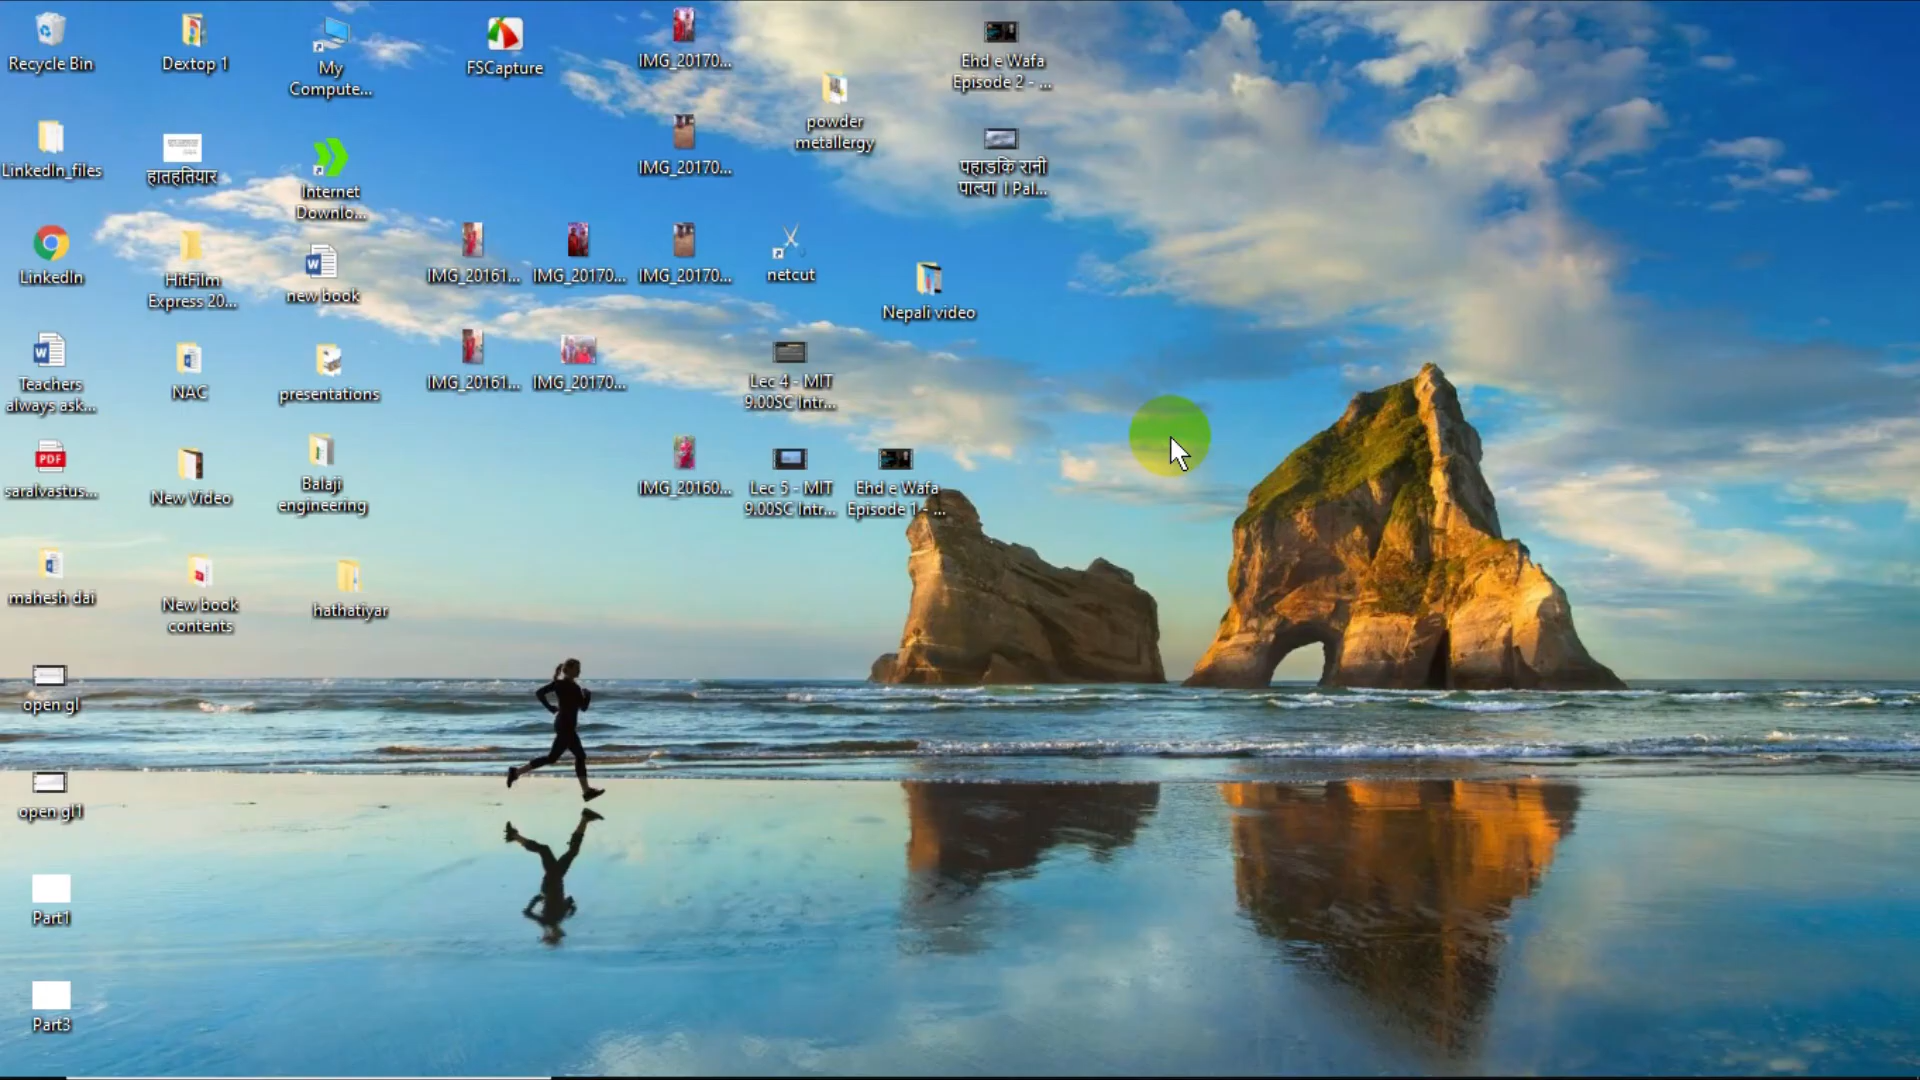 Recycle Bin
Dextop 1
My
Compute...
FSCapture
IMG_20170...
powder
metallergy
Ehd e Wafa
Episode 2 - ...
LinkedIn_files
हातहतियार
Internet
Downlo...
IMG_20170...
पहाडकि रानी
पाल्पा । Pal...
LinkedIn
HitFilm
Express 20...
new book
IMG_20161...
IMG_20170...
IMG_20170...
netcut
Nepali video
Teachers
always ask...
NAC
presentations
IMG_20161...
IMG_20170...
Lec 4 - MIT
9.00SC Intr...
PDF
saralvastus...
New Video
Balaji
engineering
IMG_20160...
Lec 5 - MIT
9.00SC Intr...
Ehd e Wafa
Episode 1 - ...
mahesh dai
New book
contents
hathatiyar
open gl
open gl1
Part1
Part3